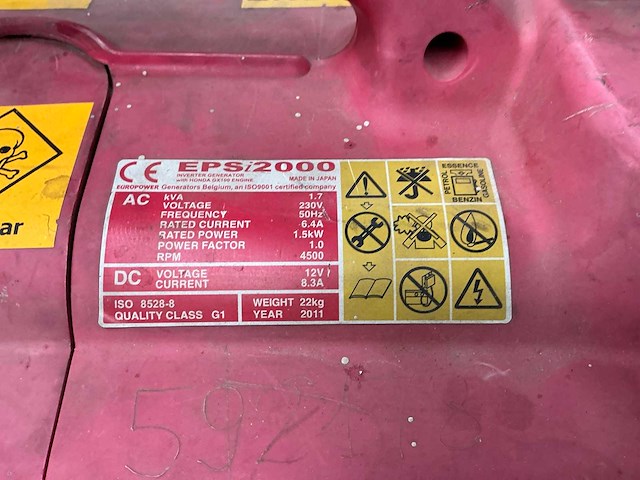 CE EPSi2000
INVERTER GENERATOR
with HONDA GX100 ENGINE MADE IN JAPAN
EUROPOWER Generators Belgium, an ISO9001 certified company
AC kVA 1.7
VOLTAGE 230V
FREQUENCY 50Hz
RATED CURRENT 6.4A
RATED POWER 1.5kW
POWER FACTOR 1.0
RPM 4500
DC VOLTAGE 12V
CURRENT 8.3A
ISO 8528-8 WEIGHT 22kg
QUALITY CLASS G1 YEAR 2011
ESSENCE
PETROL
GASOLINE
BENZIN
ar
592